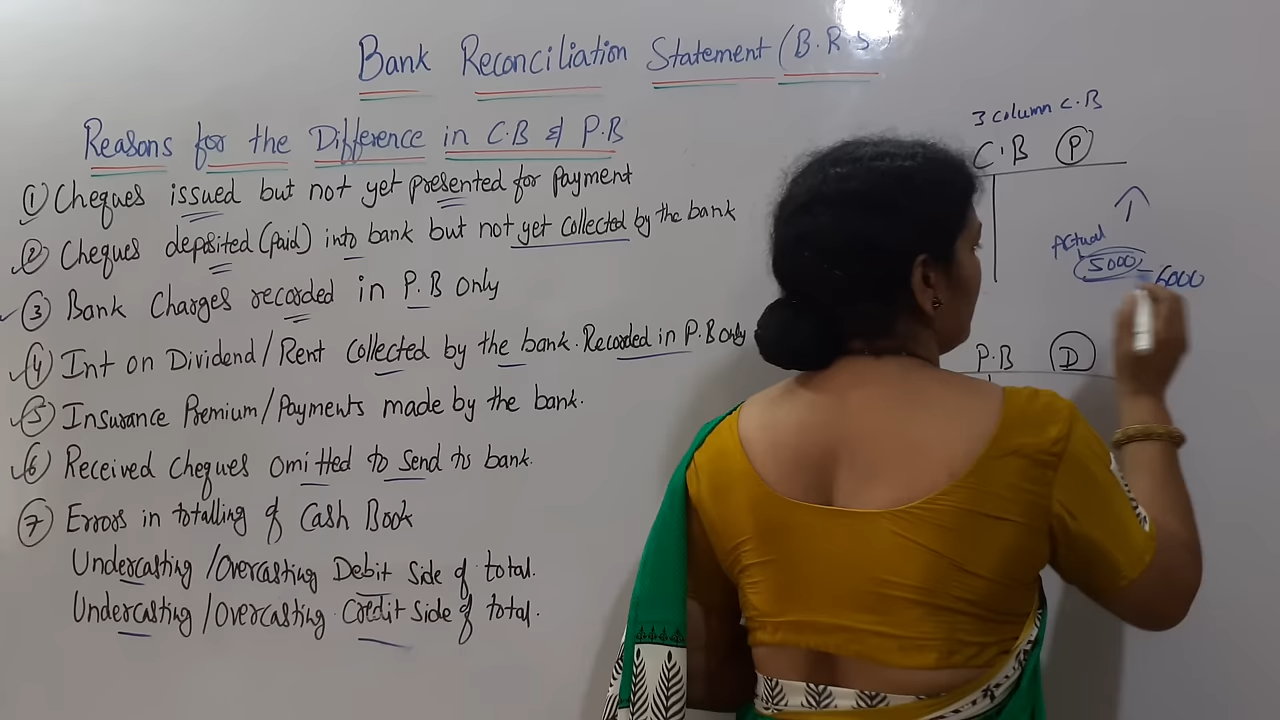 Bank Reconciliation Statement (B.R.S)
Reasons for the Difference in C.B & P.B
① Cheques issued but not yet presented for Payment
② Cheques deposited (Paid) into bank but not yet collected by the bank
③ Bank Charges recorded in P.B Only
④ Int on Dividend/Rent Collected by the bank. Recorded in P.B Only
⑤ Insurance Premium/Payments made by the bank.
⑥ Received cheques omitted to send to bank.
⑦ Errors in totalling of Cash Book
Undercasting /Overcasting Debit Side of total.
Undercasting /Overcasting Credit side of total.
3 column C.B
C.B P
Actual
5000 - 6000
P.B D